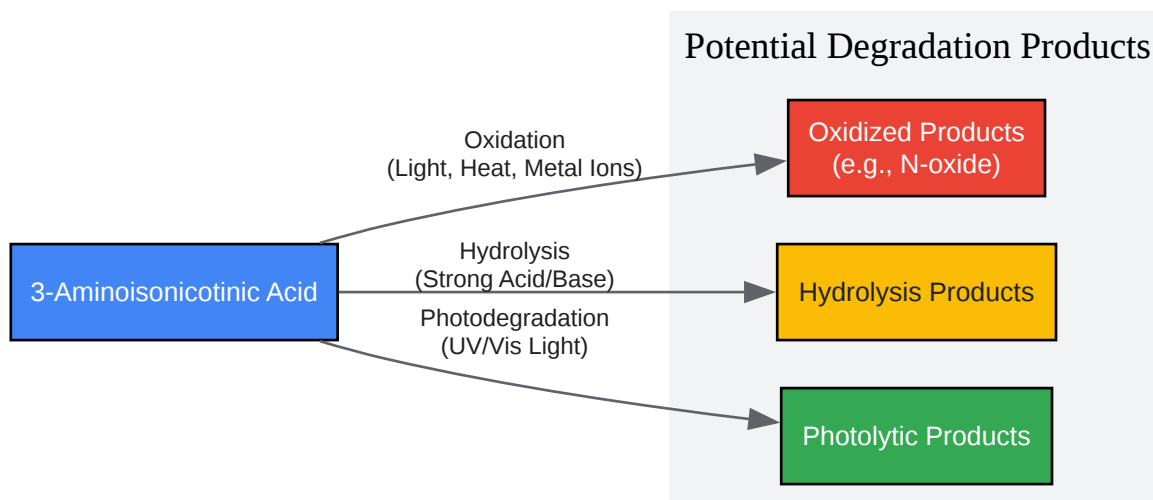 Potential Degradation Products
Oxidation
(Light, Heat, Metal Ions)
Oxidized Products
(e.g., N-oxide)
3-Aminoisonicotinic Acid
Hydrolysis
(Strong Acid/Base)
Hydrolysis Products
Photodegradation
(UV/Vis Light)
Photolytic Products